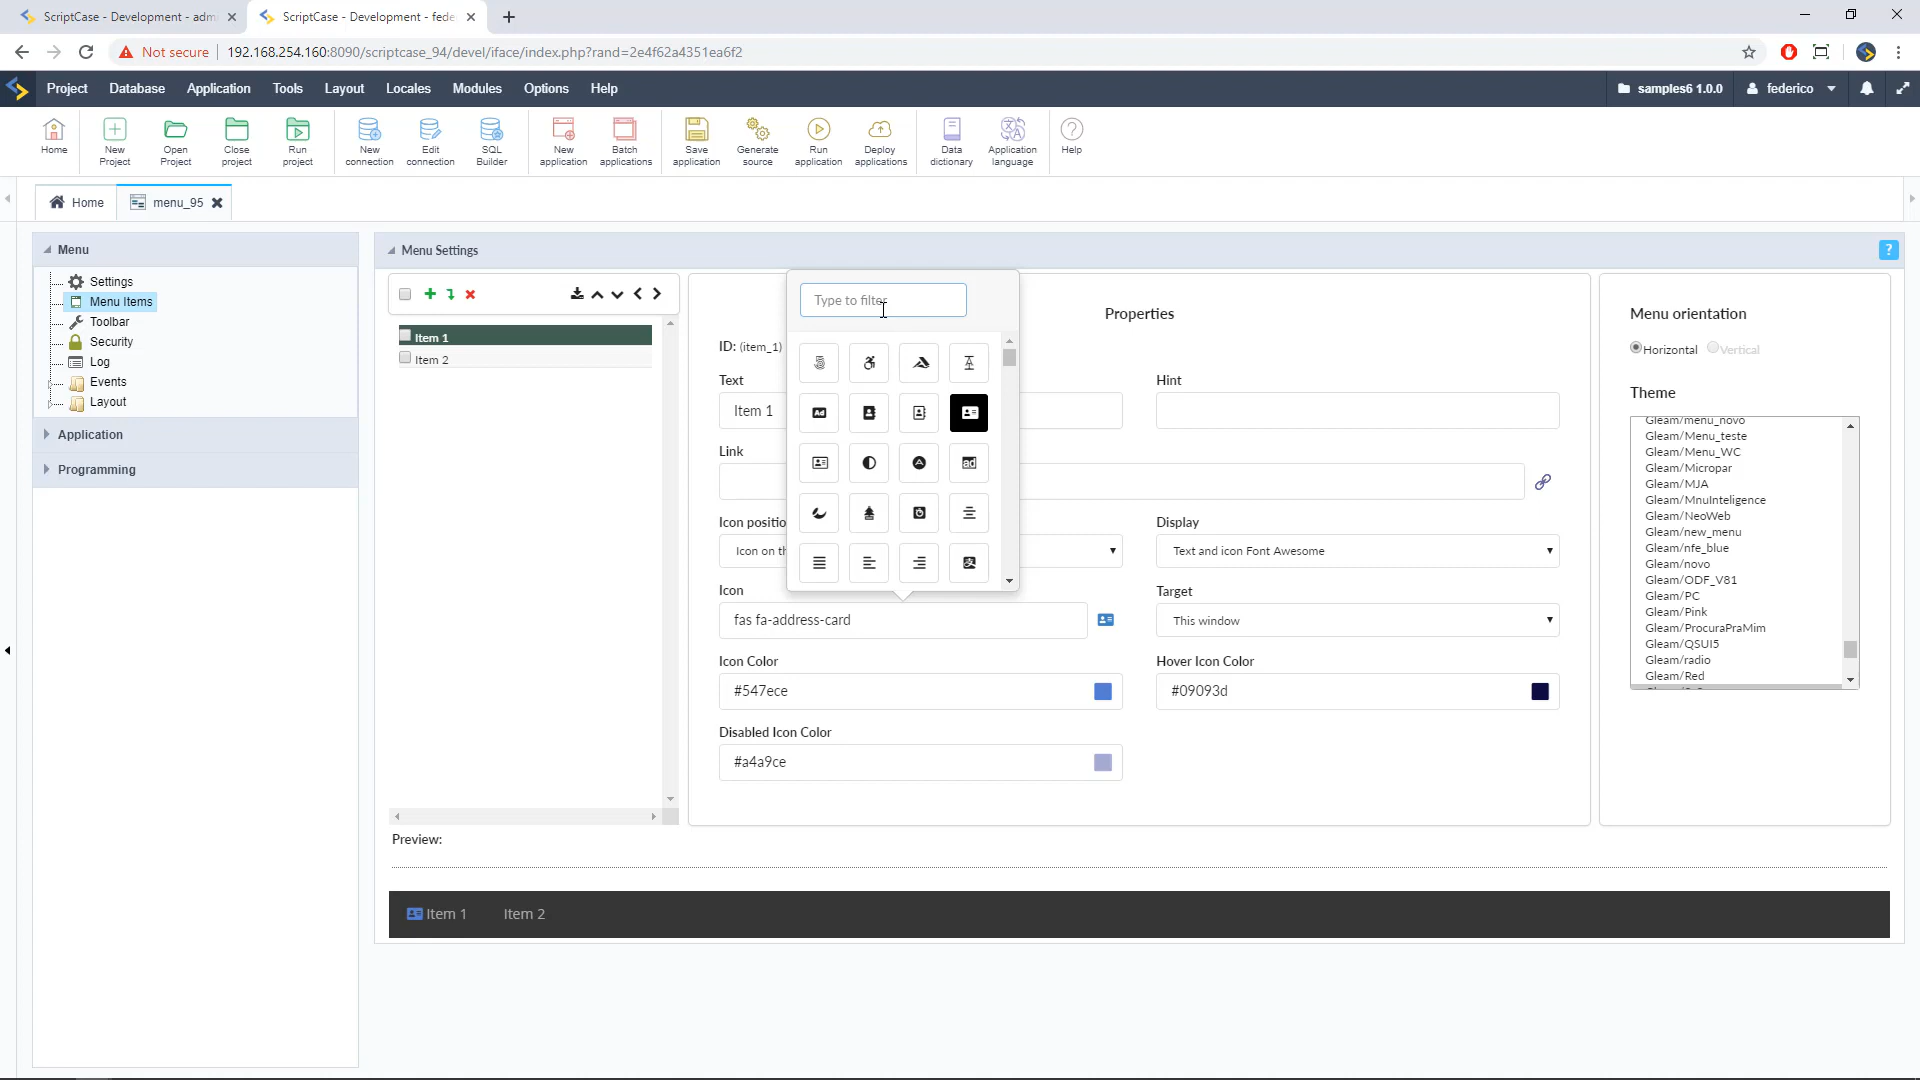 ScriptCase - Development - adm
ScriptCase - Development - fede
Not secure
192.168.254.160:8090/scriptcase_94/devel/iface/index.php?rand=2e4f62a4351ea6f2
Project
Database
Application
Tools
Layout
Locales
Modules
Options
Help
samples6 1.0.0
federico
Home
New Project
Open Project
Close project
Run project
New connection
Edit connection
SQL Builder
New application
Batch applications
Save application
Generate source
Run application
Deploy applications
Data dictionary
Application language
Help
Home
menu_95
Menu
Settings
Menu Items
Toolbar
Security
Log
Events
Layout
Application
Programming
Menu Settings
?
Item 1
Item 2
Type to filter
Ad
ad
Properties
ID: (item_1)
Text
Item 1
Hint
Link
Icon positio
Icon on th
Display
Text and icon Font Awesome
Icon
fas fa-address-card
Target
This window
Icon Color
#547ece
Hover Icon Color
#09093d
Disabled Icon Color
#a4a9ce
Menu orientation
Horizontal
Vertical
Theme
Gleam/menu_novo
Gleam/Menu_teste
Gleam/Menu_WC
Gleam/Micropar
Gleam/MJA
Gleam/MnuInteligence
Gleam/NeoWeb
Gleam/new_menu
Gleam/nfe_blue
Gleam/novo
Gleam/ODF_V81
Gleam/PC
Gleam/Pink
Gleam/ProcuraPraMim
Gleam/QSUI5
Gleam/radio
Gleam/Red
Preview:
Item 1
Item 2